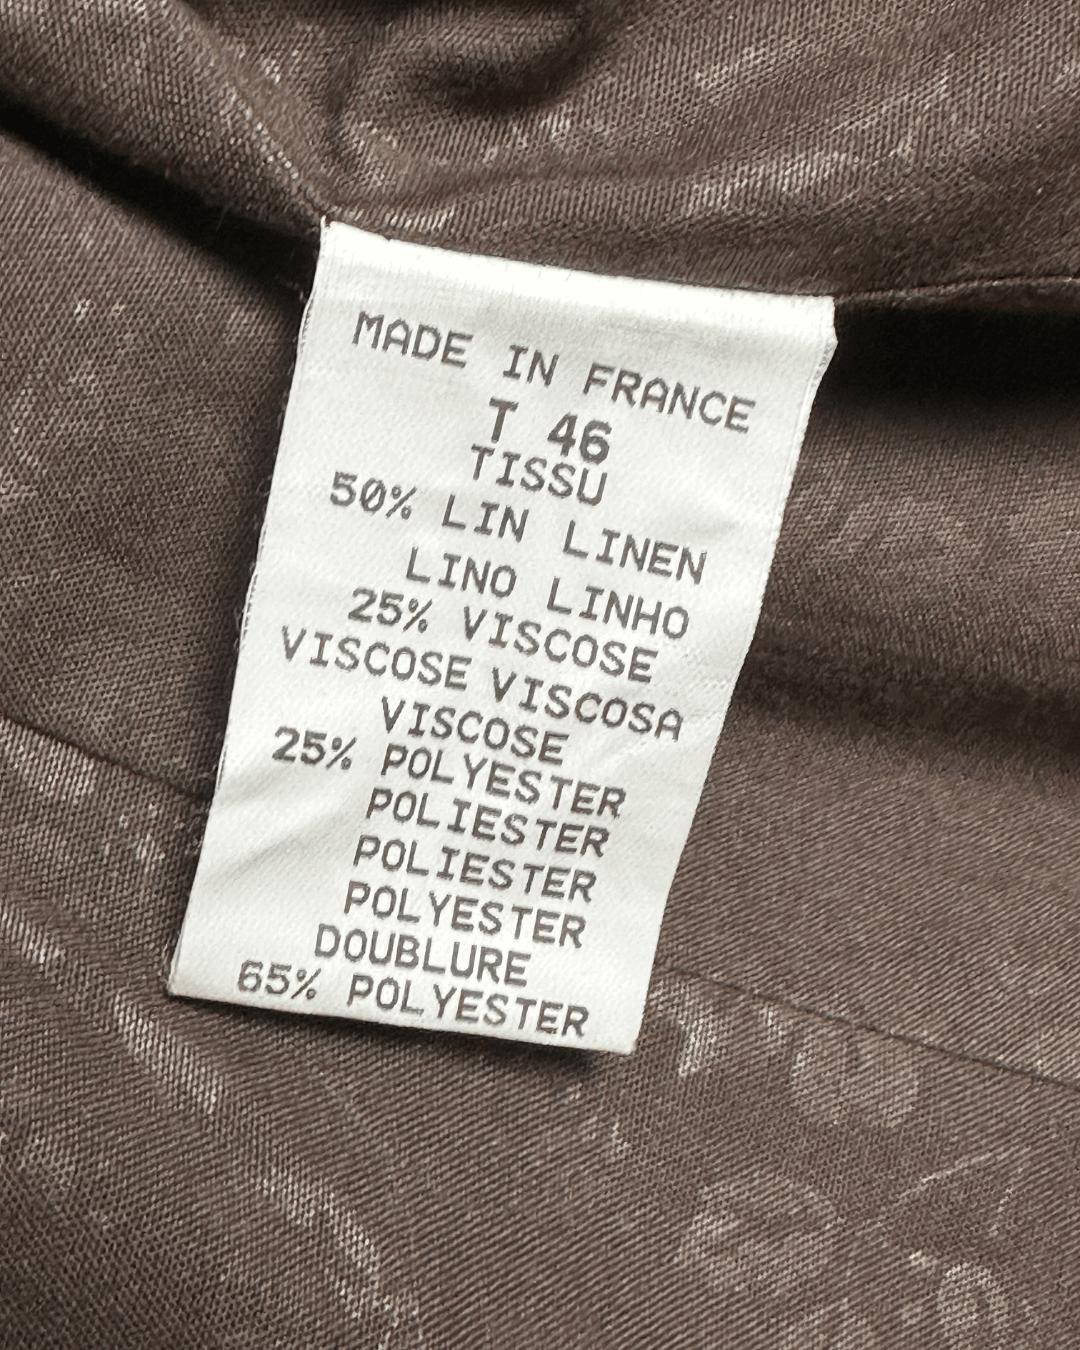 MADE IN FRANCE
T 46
TISSU
50% LIN LINEN
LINO LINHO
25% VISCOSE
VISCOSE VISCOSA
VISCOSE
25% POLYESTER
POLIESTER
POLIESTER
POLYESTER
DOUBLURE
65% POLYESTER